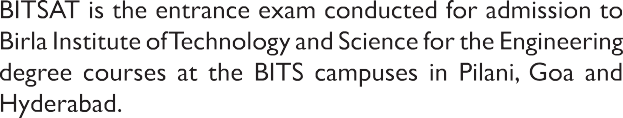 BITSAT is the entrance exam conducted for admission to
Birla Institute of Technology and Science for the Engineering
degree courses at the BITS campuses in Pilani, Goa and
Hyderabad.